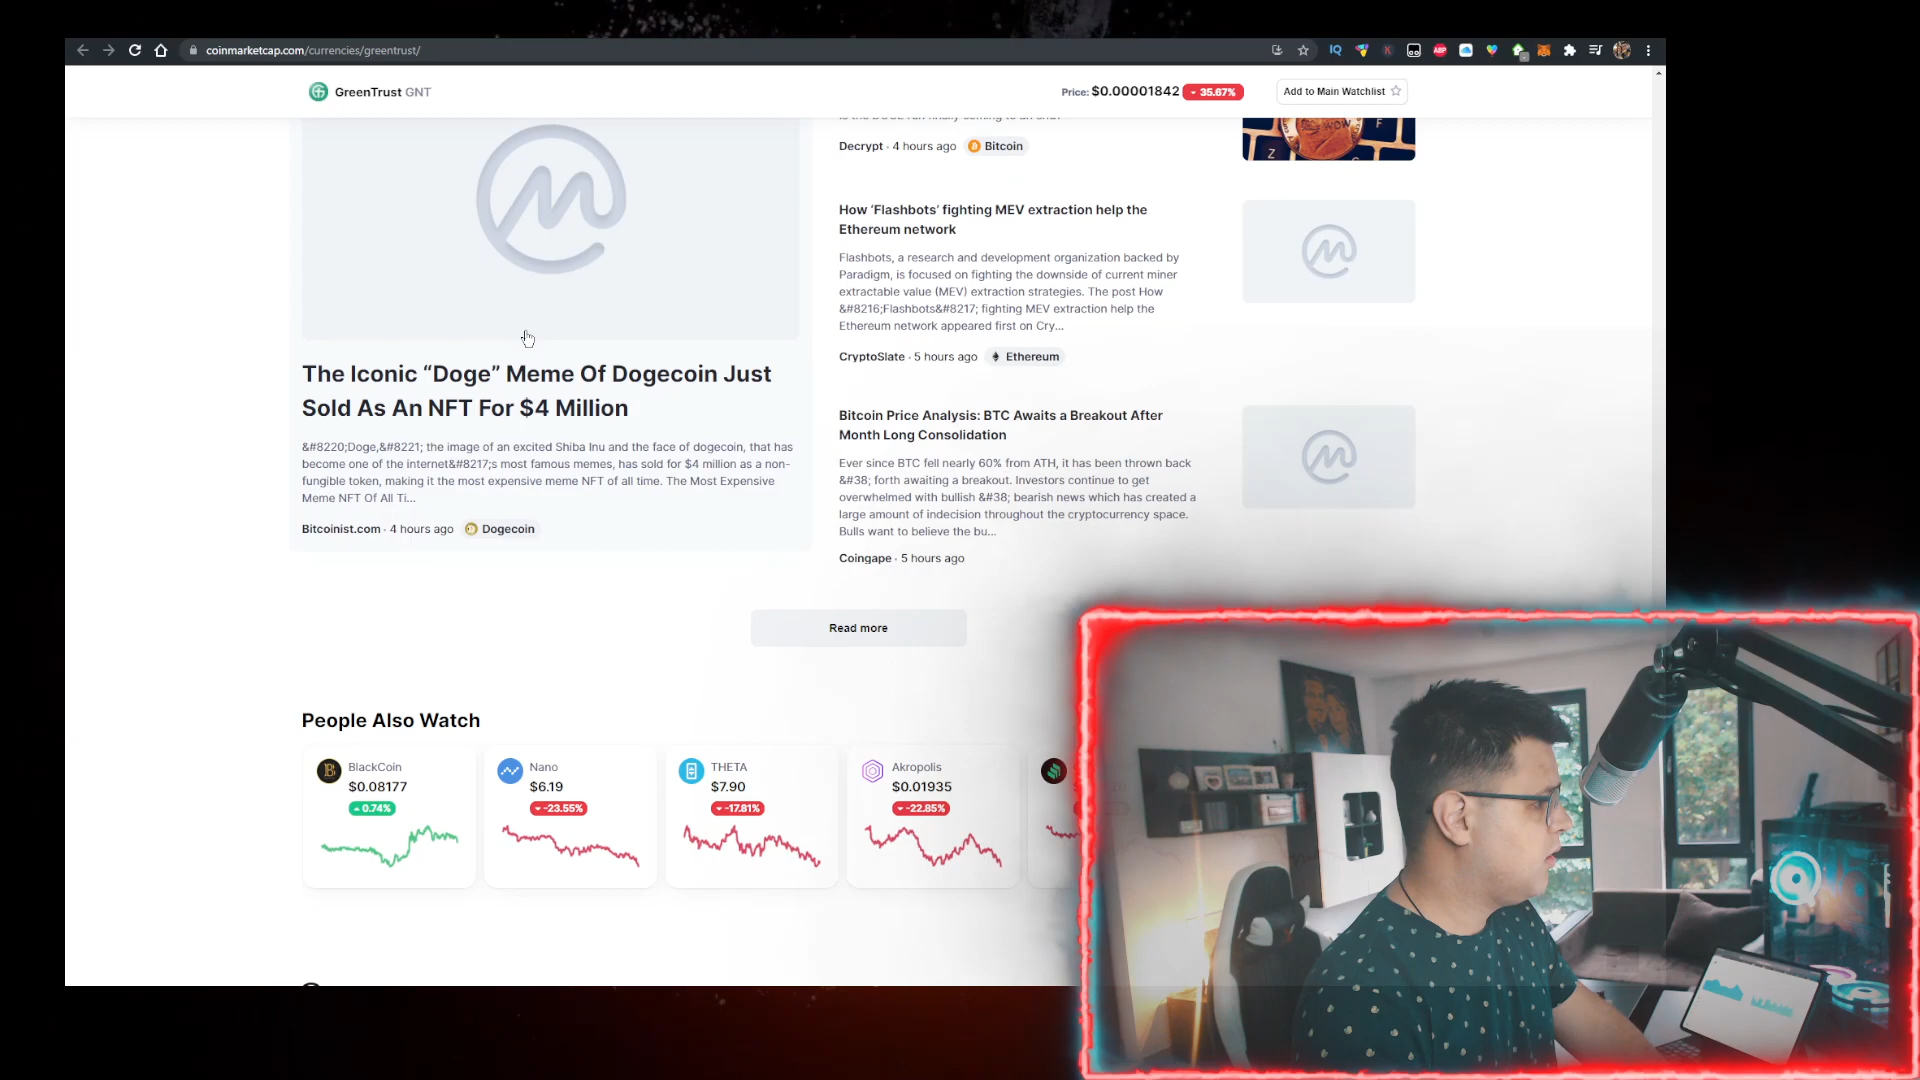 coinmarketcap.com/currencies/greentrust/
GreenTrust GNT
Price: $0.00001842 35.67%
Add to Main Watchlist
Decrypt · 4 hours ago Bitcoin
How ‘Flashbots’ fighting MEV extraction help the
Ethereum network
Flashbots, a research and development organization backed by
Paradigm, is focused on fighting the downside of current miner
extractable value (MEV) extraction strategies. The post How
&#8216;Flashbots&#8217; fighting MEV extraction help the
Ethereum network appeared first on Cry...
CryptoSlate · 5 hours ago Ethereum
The Iconic “Doge” Meme Of Dogecoin Just
Sold As An NFT For $4 Million
&#8220;Doge,&#8221; the image of an excited Shiba Inu and the face of dogecoin, that has
become one of the internet&#8217;s most famous memes, has sold for $4 million as a non-
fungible token, making it the most expensive meme NFT of all time. The Most Expensive
Meme NFT Of All Ti...
Bitcoinist.com · 4 hours ago Dogecoin
Bitcoin Price Analysis: BTC Awaits a Breakout After
Month Long Consolidation
Ever since BTC fell nearly 60% from ATH, it has been thrown back
&#38; forth awaiting a breakout. Investors continue to get
overwhelmed with bullish &#38; bearish news which has created a
large amount of indecision throughout the cryptocurrency space.
Bulls want to believe the bu...
Coingape · 5 hours ago
Read more
People Also Watch
BlackCoin
$0.08177
0.74%
Nano
$6.19
-23.55%
THETA
$7.90
-17.81%
Akropolis
$0.01935
-22.85%